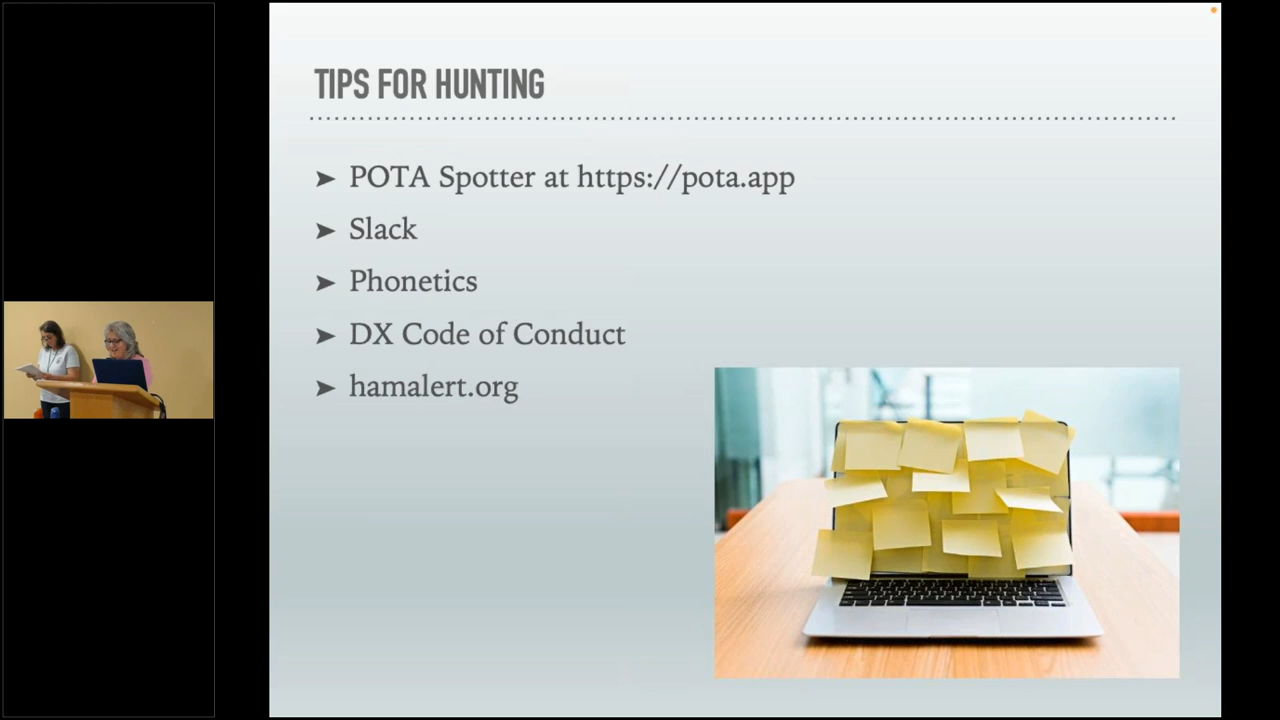 TIPS FOR HUNTING
POTA Spotter at https://pota.app
Slack
Phonetics
DX Code of Conduct
hamalert.org